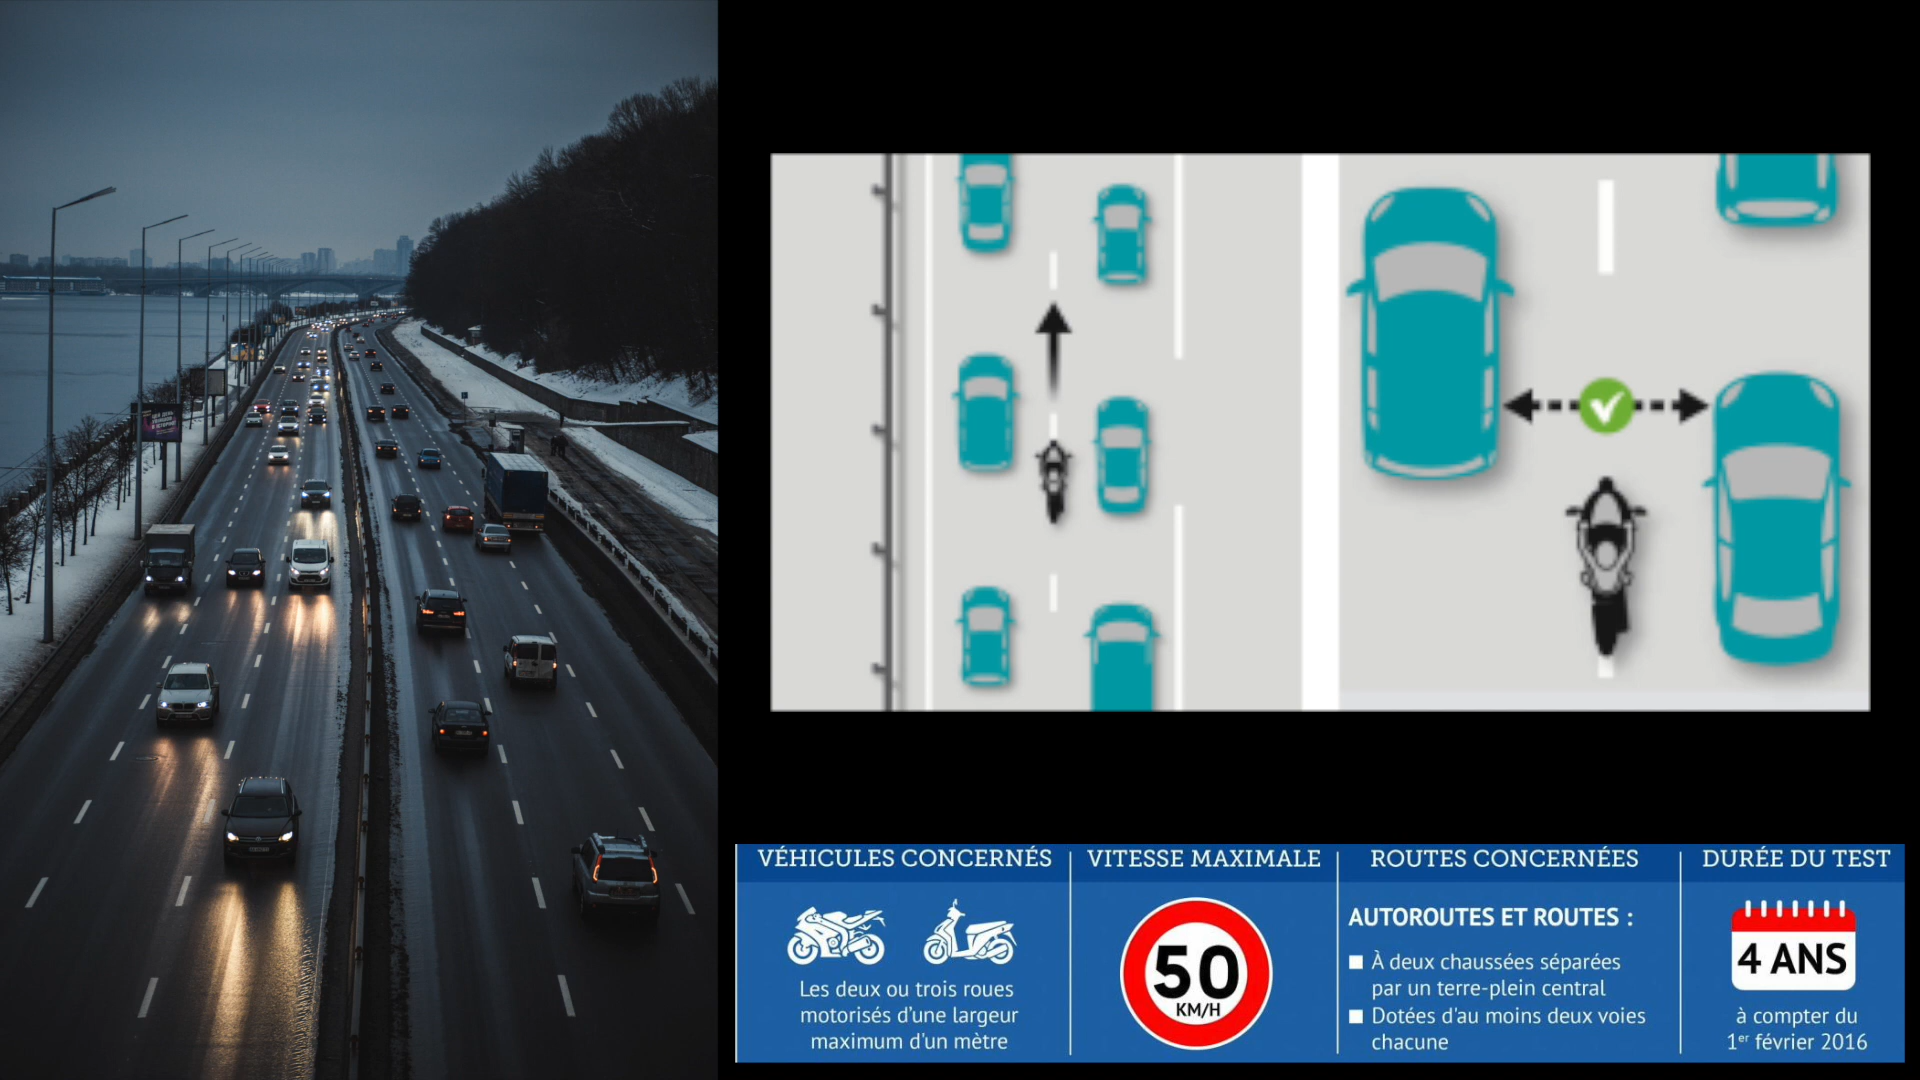 VÉHICULES CONCERNÉS
Les deux ou trois roues
motorisés d'une largeur
maximum d'un mètre
VITESSE MAXIMALE
50
KM/H
ROUTES CONCERNÉES
AUTOROUTES ET ROUTES :
À deux chaussées séparées
par un terre-plein central
Dotées d'au moins deux voies
chacune
DURÉE DU TEST
4 ANS
à compter du
1er février 2016